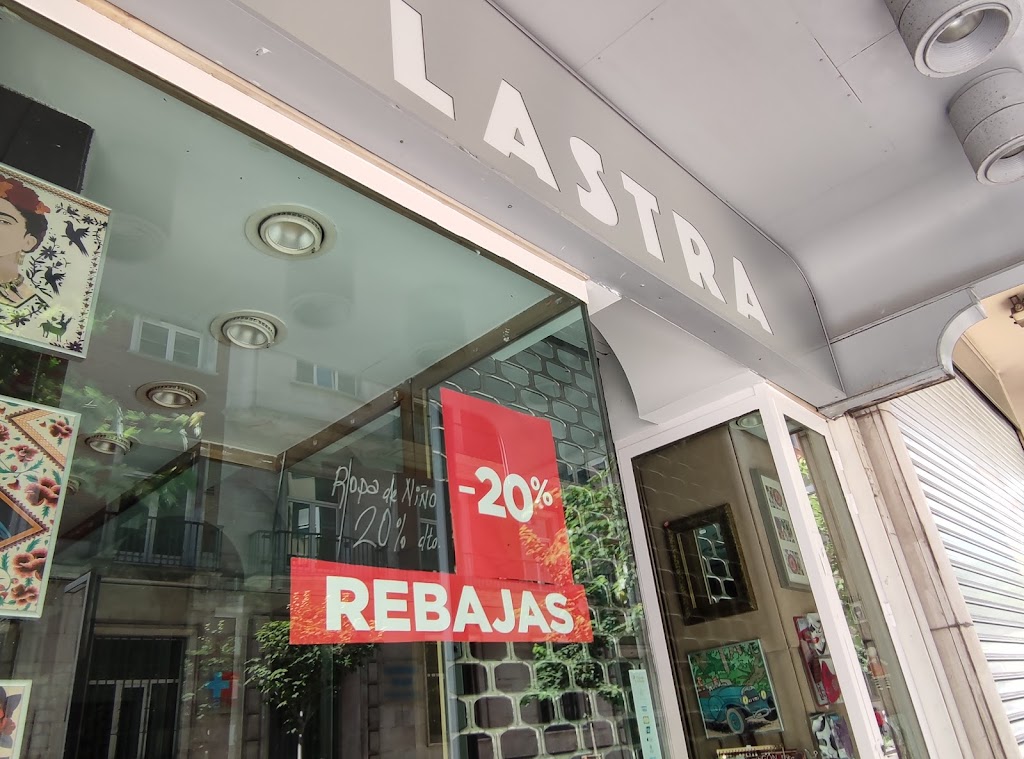 LASTRA
-20%
Ropa de Niño
20% dto
REBAJAS